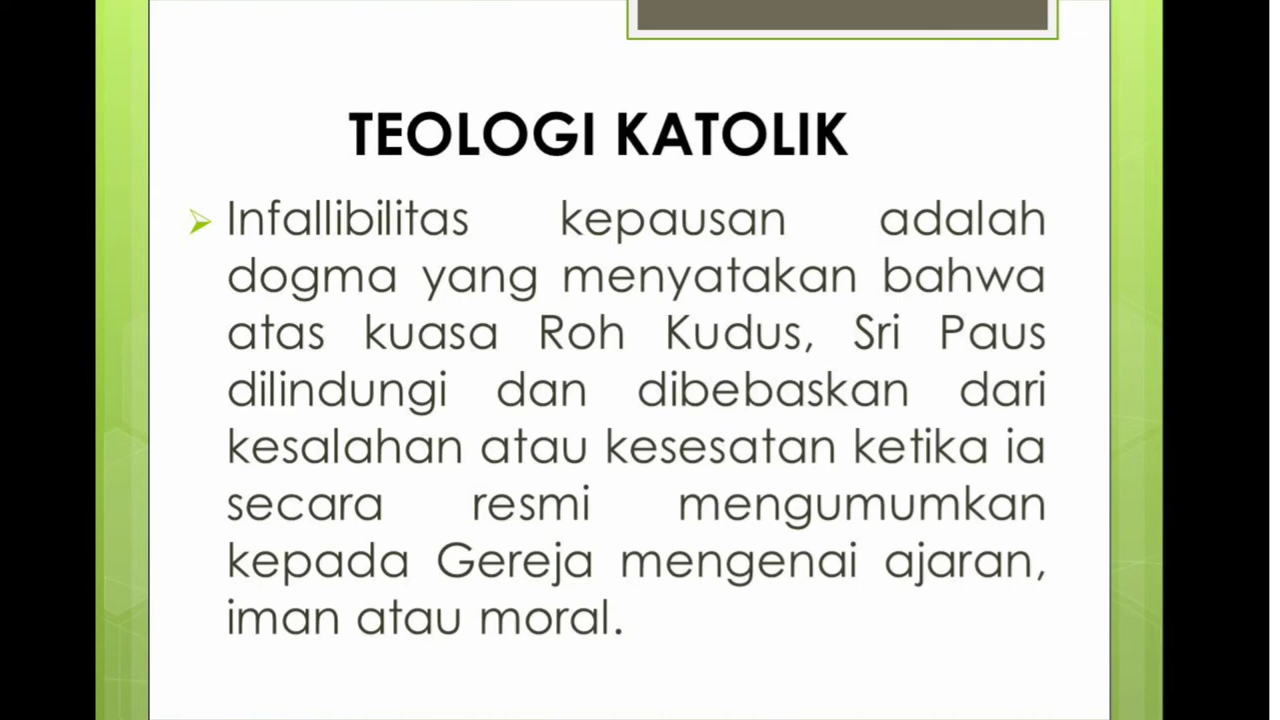 TEOLOGI KATOLIK
Infallibilitas kepausan adalah
dogma yang menyatakan bahwa
atas kuasa Roh Kudus, Sri Paus
dilindungi dan dibebaskan dari
kesalahan atau kesesatan ketika ia
secara resmi mengumumkan
kepada Gereja mengenai ajaran,
iman atau moral.